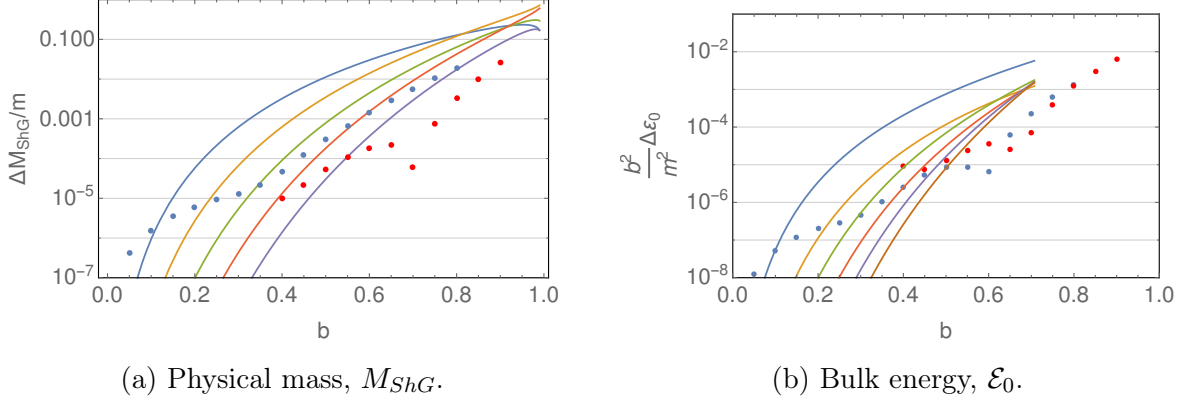 ΔM_ShG/m
0.100
0.001
10^-5
10^-7
0.0 0.2 0.4 0.6 0.8 1.0
b
(a) Physical mass, M_ShG.
b^2/m^2 Δε_0
10^-2
10^-4
10^-6
10^-8
0.0 0.2 0.4 0.6 0.8 1.0
b
(b) Bulk energy, ℰ_0.